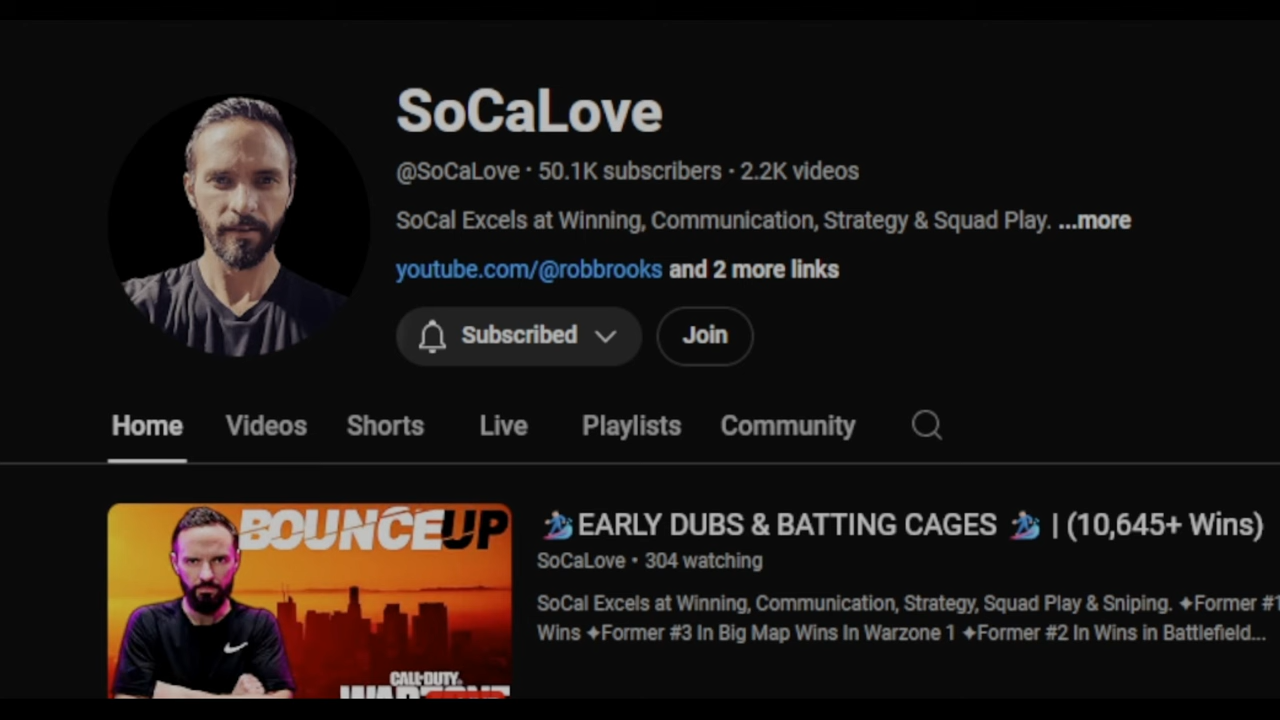 SoCaLove
@SoCaLove · 50.1K subscribers · 2.2K videos
SoCal Excels at Winning, Communication, Strategy & Squad Play. ...more
youtube.com/@robbrooks and 2 more links
Subscribed
Join
Home Videos Shorts Live Playlists Community
BOUNCEUP
CALL·DUTY
WARZONE
🏄EARLY DUBS & BATTING CAGES 🏄 | (10,645+ Wins)
SoCaLove • 304 watching
SoCal Excels at Winning, Communication, Strategy, Squad Play & Sniping. ✦Former #1
Wins ✦Former #3 In Big Map Wins In Warzone 1 ✦Former #2 In Wins in Battlefield...